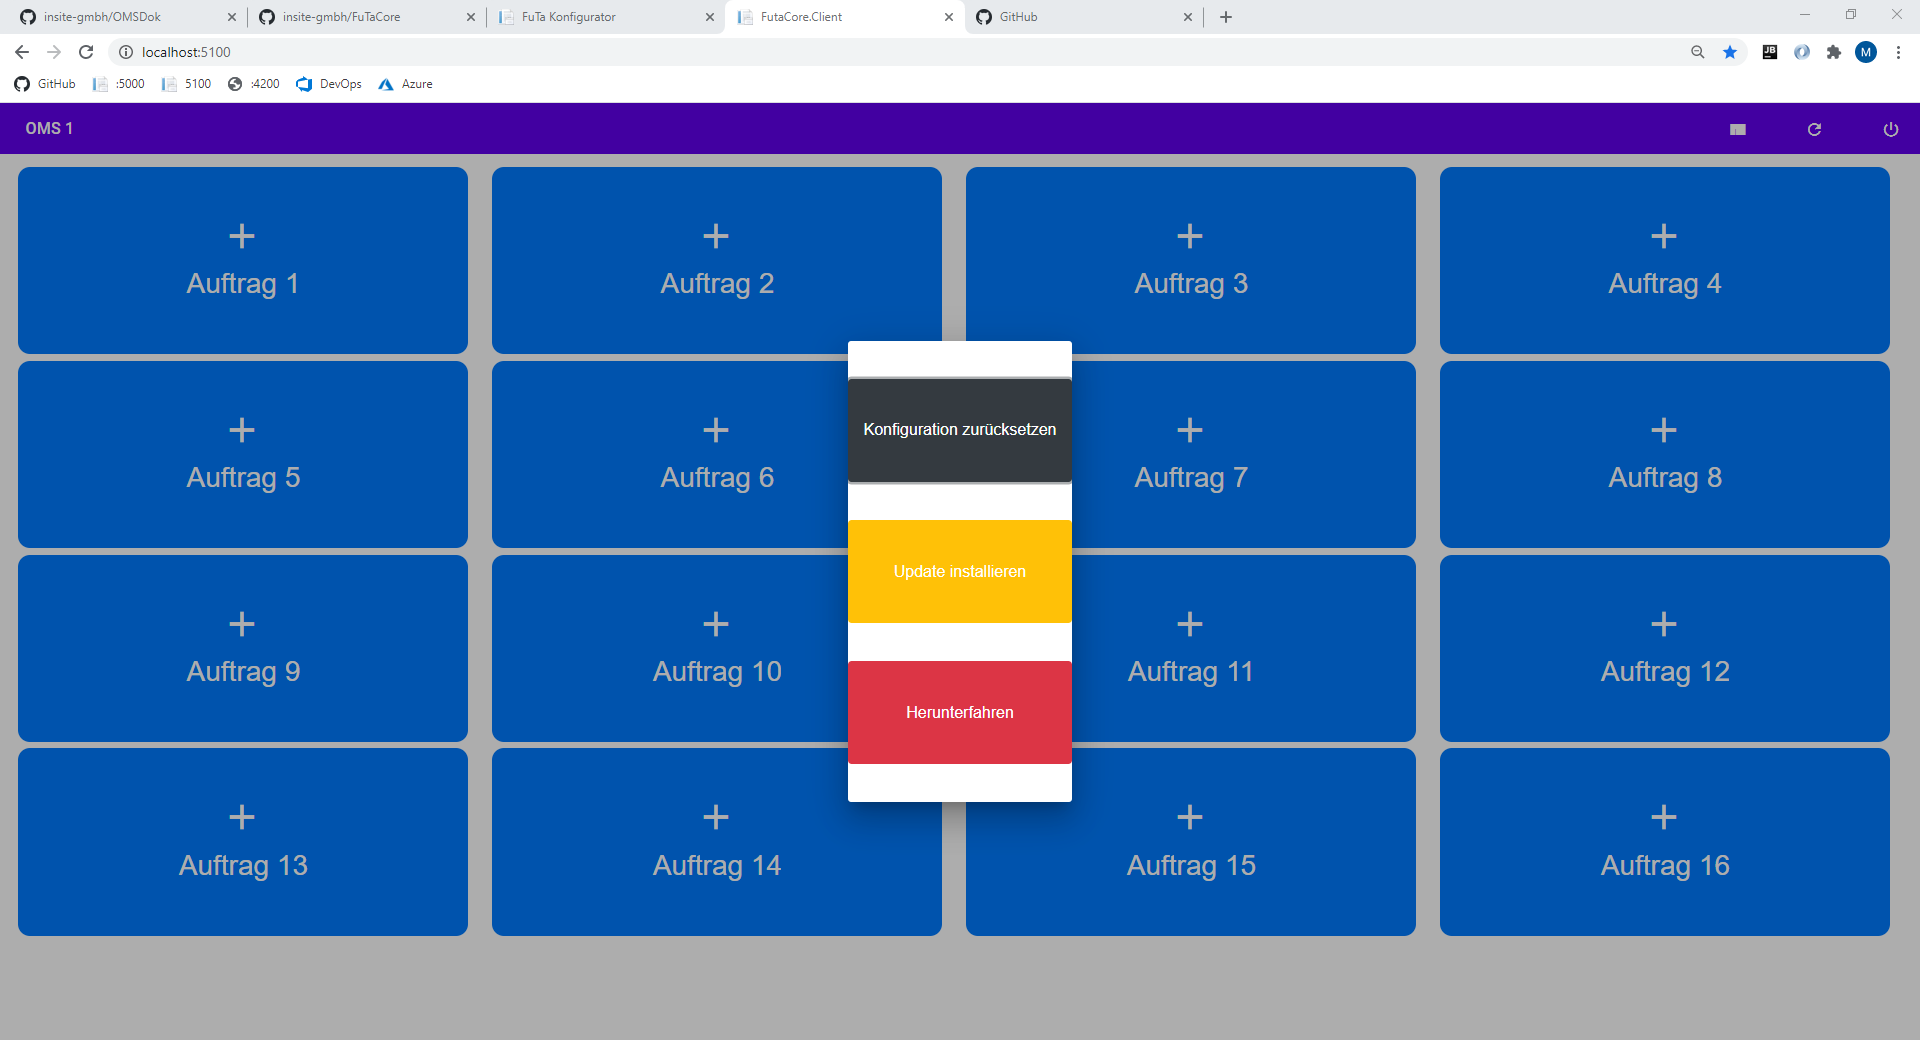 insite-gmbh/OMSDok
insite-gmbh/FuTaCore
FuTa Konfigurator
FutaCore.Client
GitHub
localhost:5100
JB
M
GitHub
:5000
5100
:4200
DevOps
Azure
OMS 1
Auftrag 1
Auftrag 2
Auftrag 3
Auftrag 4
Auftrag 5
Auftrag 6
Auftrag 7
Auftrag 8
Auftrag 9
Auftrag 10
Auftrag 11
Auftrag 12
Auftrag 13
Auftrag 14
Auftrag 15
Auftrag 16
Konfiguration zurücksetzen
Update installieren
Herunterfahren